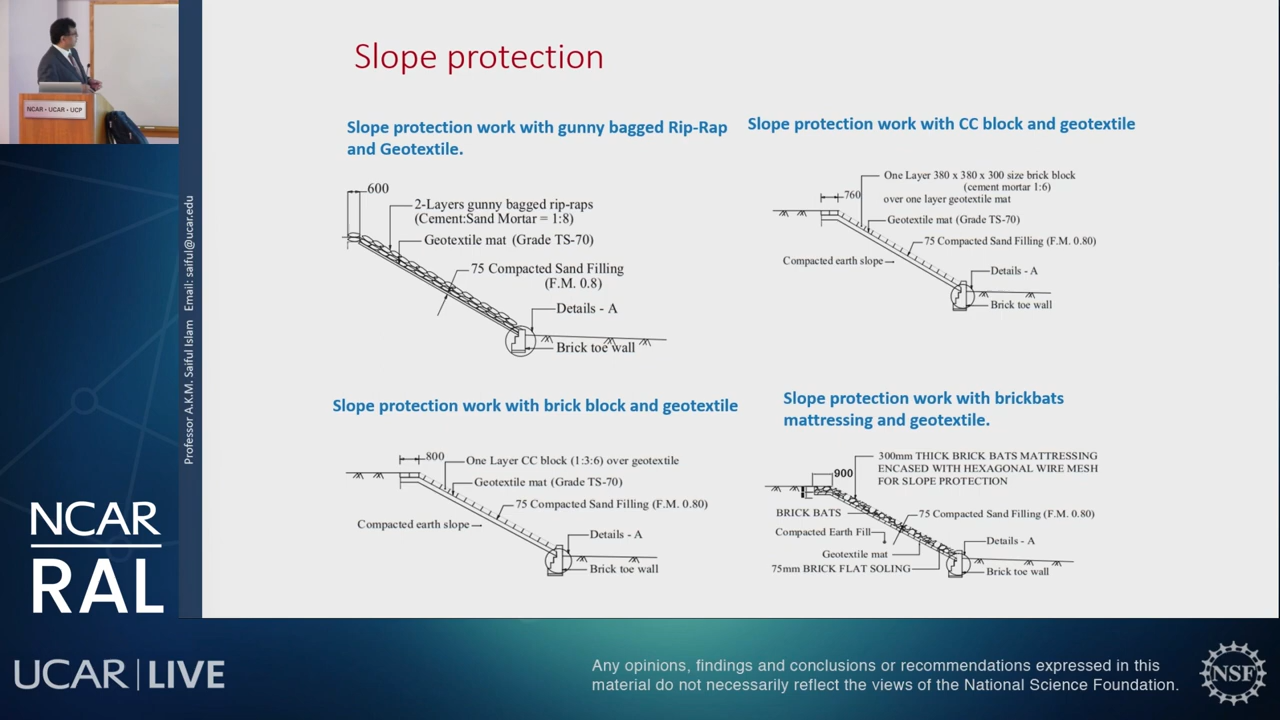 NCAR • UCAR • UCP
Professor A.K.M. Saiful Islam Email: saiful@ucar.edu
Slope protection
Slope protection work with gunny bagged Rip-Rap
and Geotextile.
600
2-Layers gunny bagged rip-raps
(Cement:Sand Mortar = 1:8)
Geotextile mat (Grade TS-70)
75 Compacted Sand Filling
(F.M. 0.8)
Details - A
Brick toe wall
Slope protection work with CC block and geotextile
One Layer 380 x 380 x 300 size brick block
(cement mortar 1:6)
over one layer geotextile mat
760
Geotextile mat (Grade TS-70)
75 Compacted Sand Filling (F.M. 0.80)
Compacted earth slope
Details - A
Brick toe wall
Slope protection work with brick block and geotextile
800
One Layer CC block (1:3:6) over geotextile
Geotextile mat (Grade TS-70)
75 Compacted Sand Filling (F.M. 0.80)
Compacted earth slope
Details - A
Brick toe wall
Slope protection work with brickbats
mattressing and geotextile.
300mm THICK BRICK BATS MATTRESSING
ENCASED WITH HEXAGONAL WIRE MESH
FOR SLOPE PROTECTION
900
BRICK BATS
75 Compacted Sand Filling (F.M. 0.80)
Compacted Earth Fill
Details - A
Geotextile mat
75mm BRICK FLAT SOLING
Brick toe wall
NCAR
RAL
UCAR | LIVE
Any opinions, findings and conclusions or recommendations expressed in this
material do not necessarily reflect the views of the National Science Foundation.
NSF